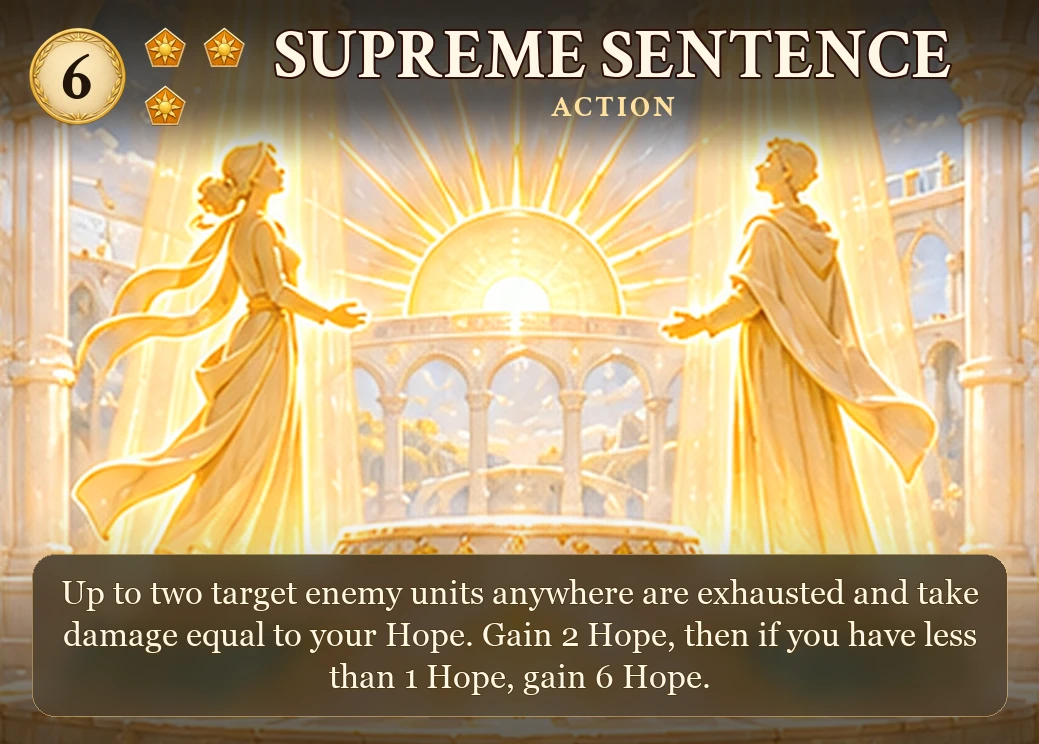 6
SUPREME SENTENCE
ACTION
Up to two target enemy units anywhere are exhausted and take
damage equal to your Hope. Gain 2 Hope, then if you have less
than 1 Hope, gain 6 Hope.